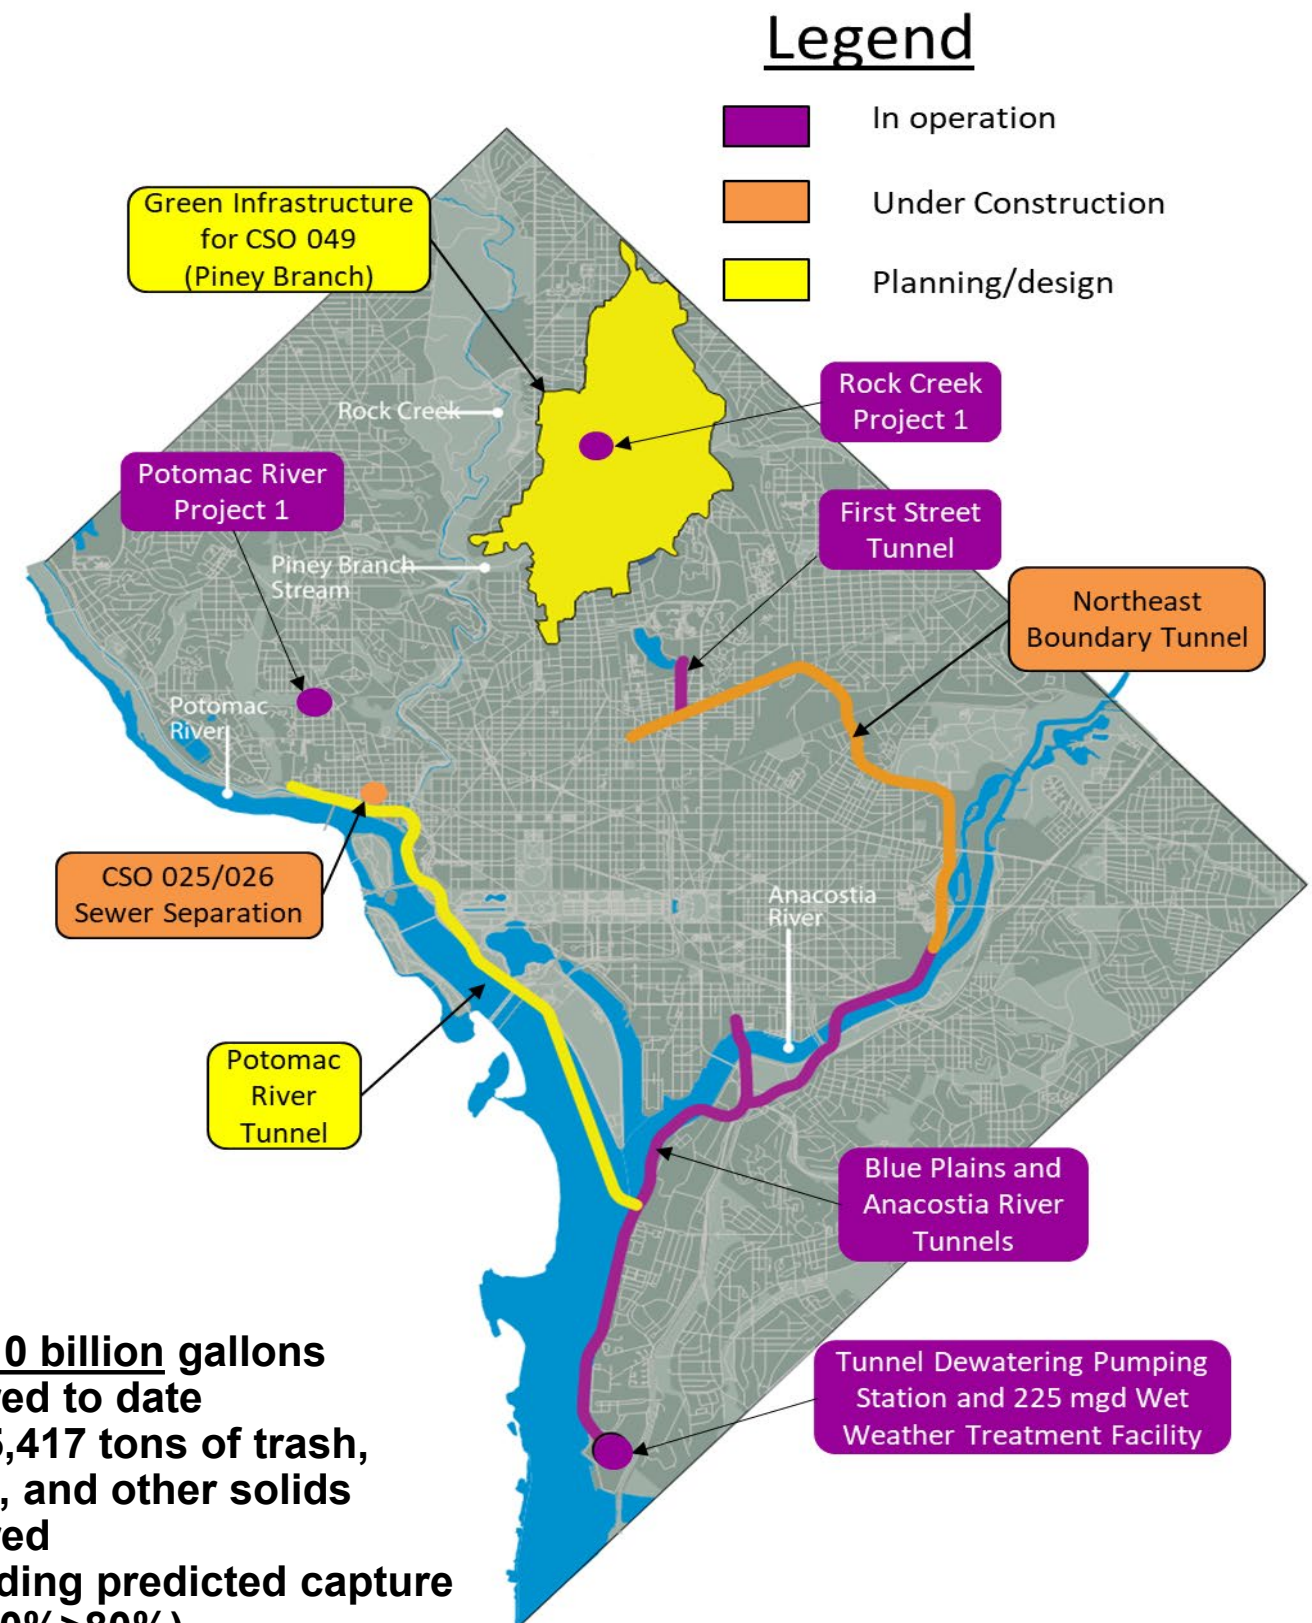 Legend
In operation
Under Construction
Planning/design
Green Infrastructure
for CSO 049
(Piney Branch)
Rock Creek
Project 1
Rock Creek
Potomac River
Project 1
First Street
Tunnel
Piney Branch
Stream
Northeast
Boundary Tunnel
Potomac
River
CSO 025/026
Sewer Separation
Anacostia
River
Potomac
River
Tunnel
Blue Plains and
Anacostia River
Tunnels
Tunnel Dewatering Pumping
Station and 225 mgd Wet
Weather Treatment Facility
0 billion gallons
ed to date
5,417 tons of trash,
, and other solids
ed
ding predicted capture
0%>80%)